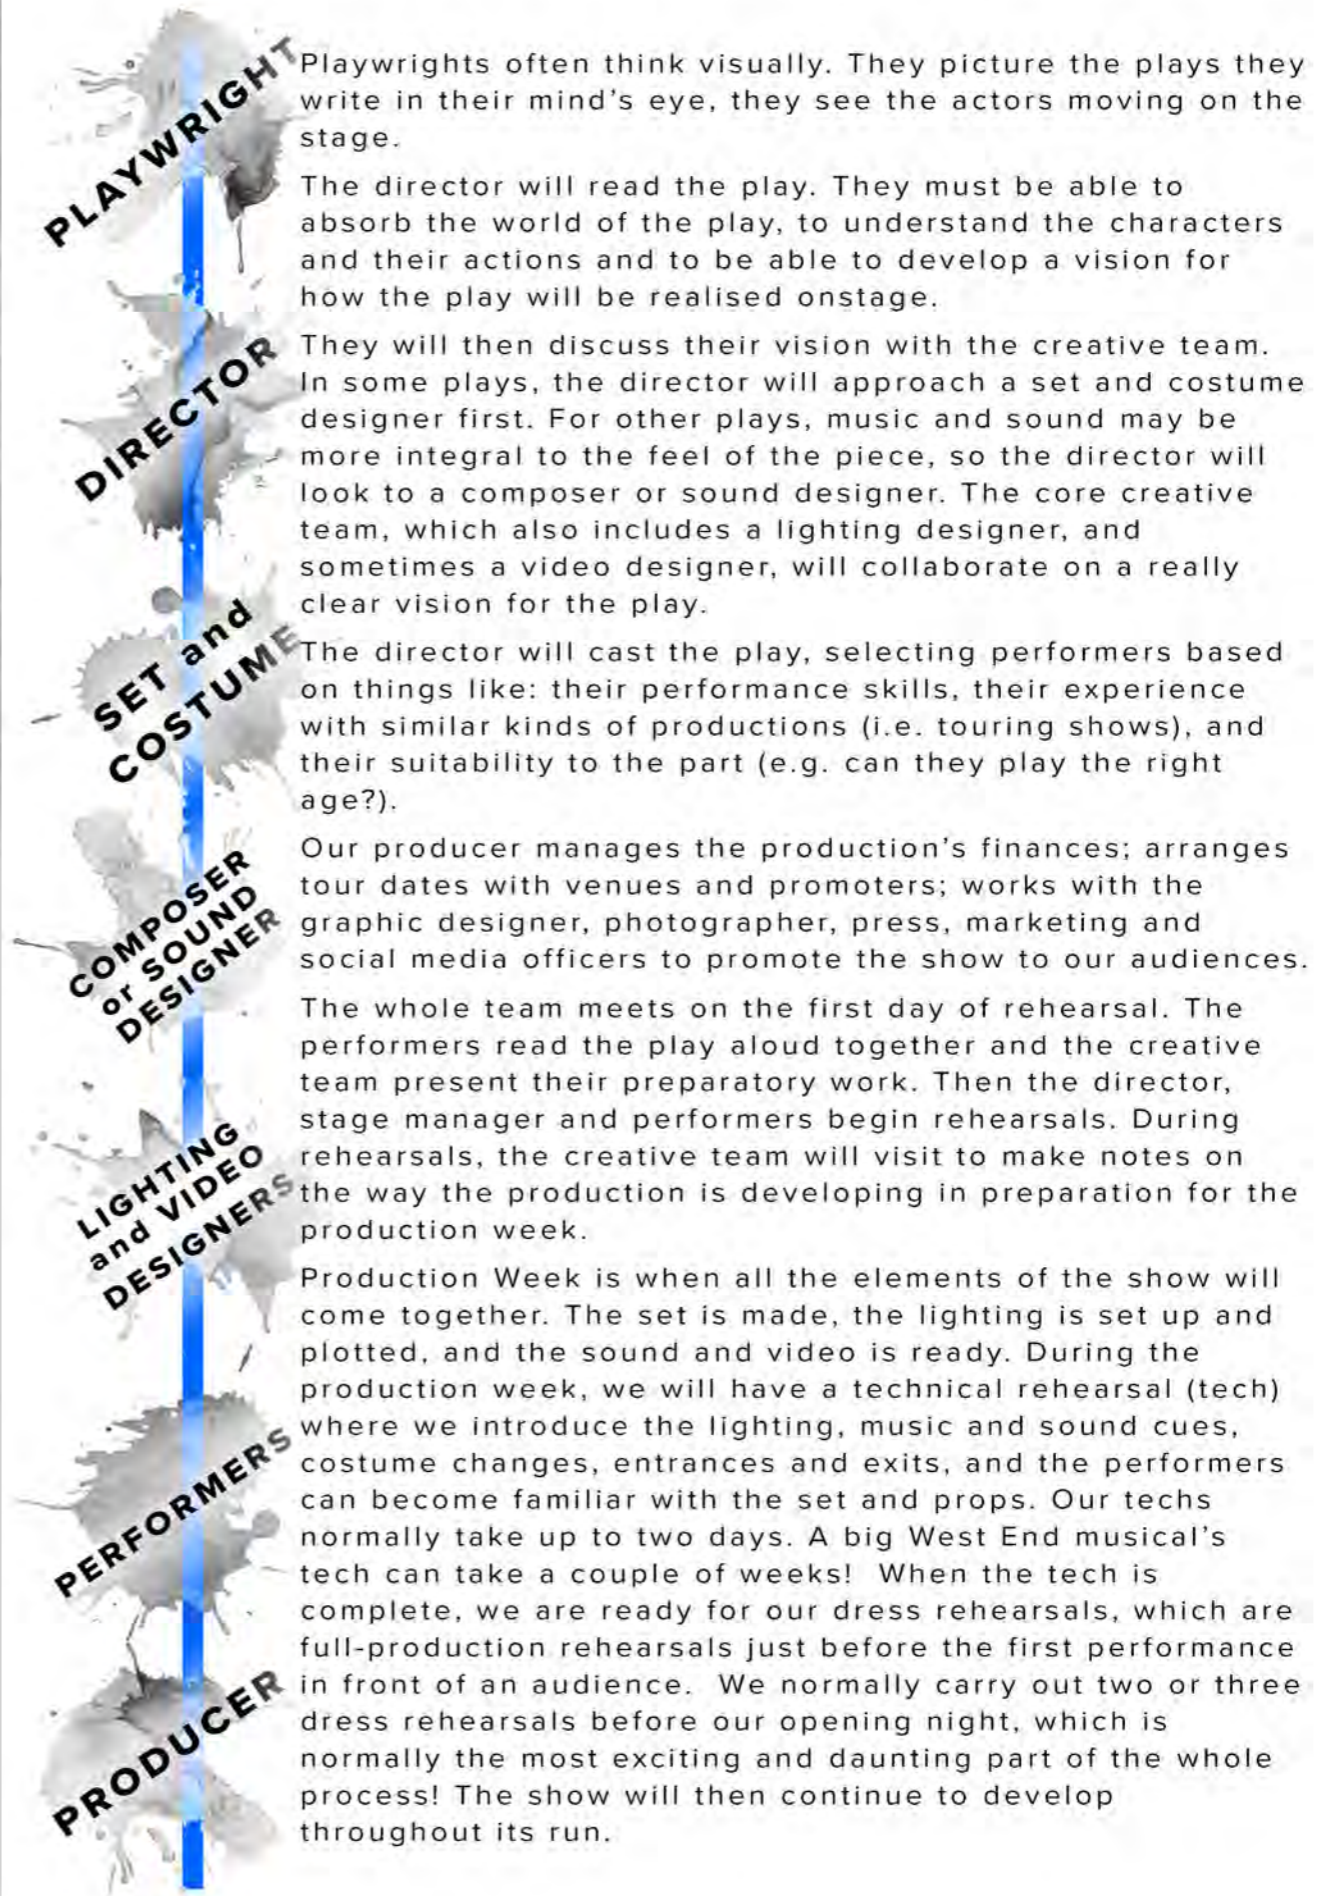 PLAYWRIGHT
Playwrights often think visually. They picture the plays they
write in their mind's eye, they see the actors moving on the
stage.
The director will read the play. They must be able to
absorb the world of the play, to understand the characters
and their actions and to be able to develop a vision for
how the play will be realised onstage.
DIRECTOR
They will then discuss their vision with the creative team.
In some plays, the director will approach a set and costume
designer first. For other plays, music and sound may be
more integral to the feel of the piece, so the director will
look to a composer or sound designer. The core creative
team, which also includes a lighting designer, and
sometimes a video designer, will collaborate on a really
clear vision for the play.
SET and
COSTUME
The director will cast the play, selecting performers based
on things like: their performance skills, their experience
with similar kinds of productions (i.e. touring shows), and
their suitability to the part (e.g. can they play the right
age?).
COMPOSER
or SOUND
DESIGNER
Our producer manages the production's finances; arranges
tour dates with venues and promoters; works with the
graphic designer, photographer, press, marketing and
social media officers to promote the show to our audiences.
The whole team meets on the first day of rehearsal. The
performers read the play aloud together and the creative
team present their preparatory work. Then the director,
stage manager and performers begin rehearsals. During
rehearsals, the creative team will visit to make notes on
the way the production is developing in preparation for the
production week.
LIGHTING
and VIDEO
DESIGNERS
Production Week is when all the elements of the show will
come together. The set is made, the lighting is set up and
plotted, and the sound and video is ready. During the
production week, we will have a technical rehearsal (tech)
where we introduce the lighting, music and sound cues,
costume changes, entrances and exits, and the performers
can become familiar with the set and props. Our techs
normally take up to two days. A big West End musical's
tech can take a couple of weeks!  When the tech is
complete, we are ready for our dress rehearsals, which are
full-production rehearsals just before the first performance
in front of an audience.  We normally carry out two or three
dress rehearsals before our opening night, which is
normally the most exciting and daunting part of the whole
process! The show will then continue to develop
throughout its run.
PERFORMERS
PRODUCER